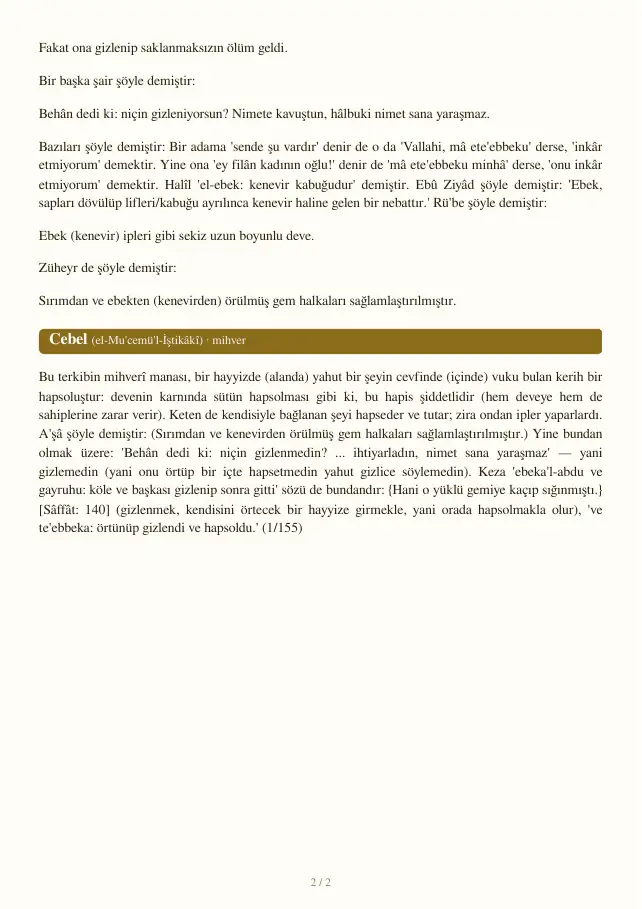 Fakat ona gizlenip saklanmaksızın ölüm geldi.
Bir başka şair şöyle demiştir:
Behân dedi ki: niçin gizleniyorsun? Nimete kavuştun, hâlbuki nimet sana yaraşmaz.
Bazıları şöyle demiştir: Bir adama 'sende şu vardır' denir de o da 'Vallahi, mâ ete'ebbeku' derse, 'inkâr
etmiyorum' demektir. Yine ona 'ey filân kadının oğlu!' denir de 'mâ ete'ebbeku minhâ' derse, 'onu inkâr
etmiyorum' demektir. Halîl 'el-ebek: kenevir kabuğudur' demiştir. Ebû Ziyâd şöyle demiştir: 'Ebek,
sapları dövülüp lifleri/kabuğu ayrılınca kenevir haline gelen bir nebattır.' Rü'be şöyle demiştir:
Ebek (kenevir) ipleri gibi sekiz uzun boyunlu deve.
Züheyr de şöyle demiştir:
Sırımdan ve ebekten (kenevirden) örülmüş gem halkaları sağlamlaştırılmıştır.
Cebel (el-Mu'cemü'l-İştikâkî) · mihver
Bu terkibin mihverî manası, bir hayyizde (alanda) yahut bir şeyin cevfinde (içinde) vuku bulan kerih bir
hapsoluştur: devenin karnında sütün hapsolması gibi ki, bu hapis şiddetlidir (hem deveye hem de
sahiplerine zarar verir). Keten de kendisiyle bağlanan şeyi hapseder ve tutar; zira ondan ipler yaparlardı.
A'şâ şöyle demiştir: (Sırımdan ve kenevirden örülmüş gem halkaları sağlamlaştırılmıştır.) Yine bundan
olmak üzere: 'Behân dedi ki: niçin gizlenmedin? ... ihtiyarladın, nimet sana yaraşmaz' — yani
gizlemedin (yani onu örtüp bir içte hapsetmedin yahut gizlice söylemedin). Keza 'ebeka'l-abdu ve
gayruhu: köle ve başkası gizlenip sonra gitti' sözü de bundandır: {Hani o yüklü gemiye kaçıp sığınmıştı.}
[Sâffât: 140] (gizlenmek, kendisini örtecek bir hayyize girmekle, yani orada hapsolmakla olur), 've
te'ebbeka: örtünüp gizlendi ve hapsoldu.' (1/155)
2 / 2